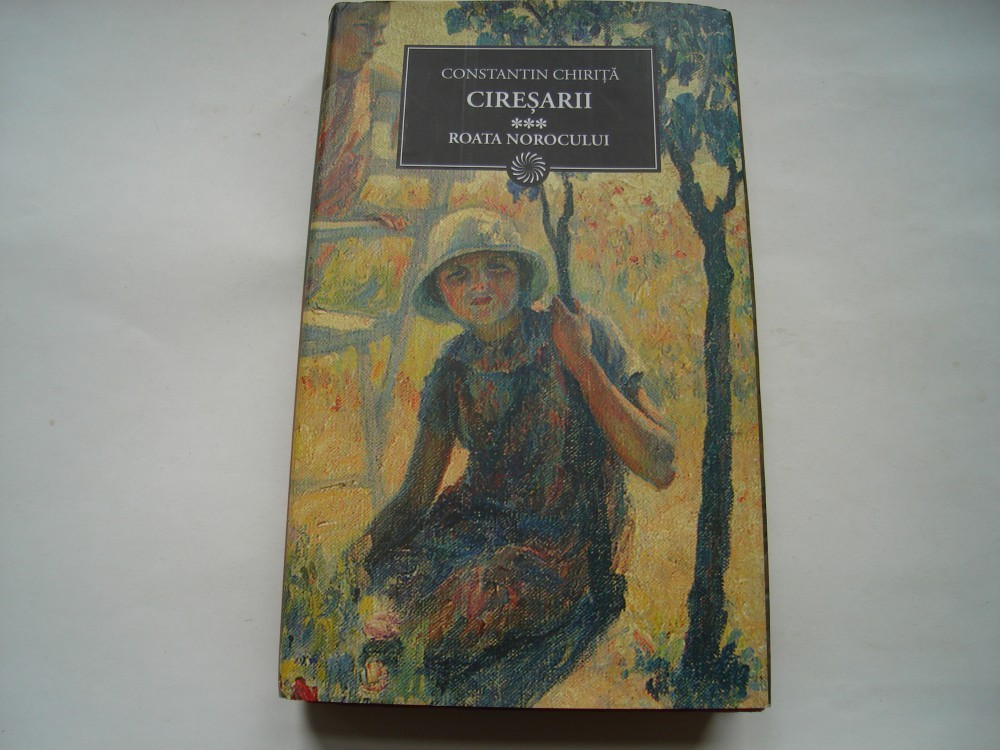 CONSTANTIN CHIRIȚĂ
CIREȘARII
***
ROATA NOROCULUI